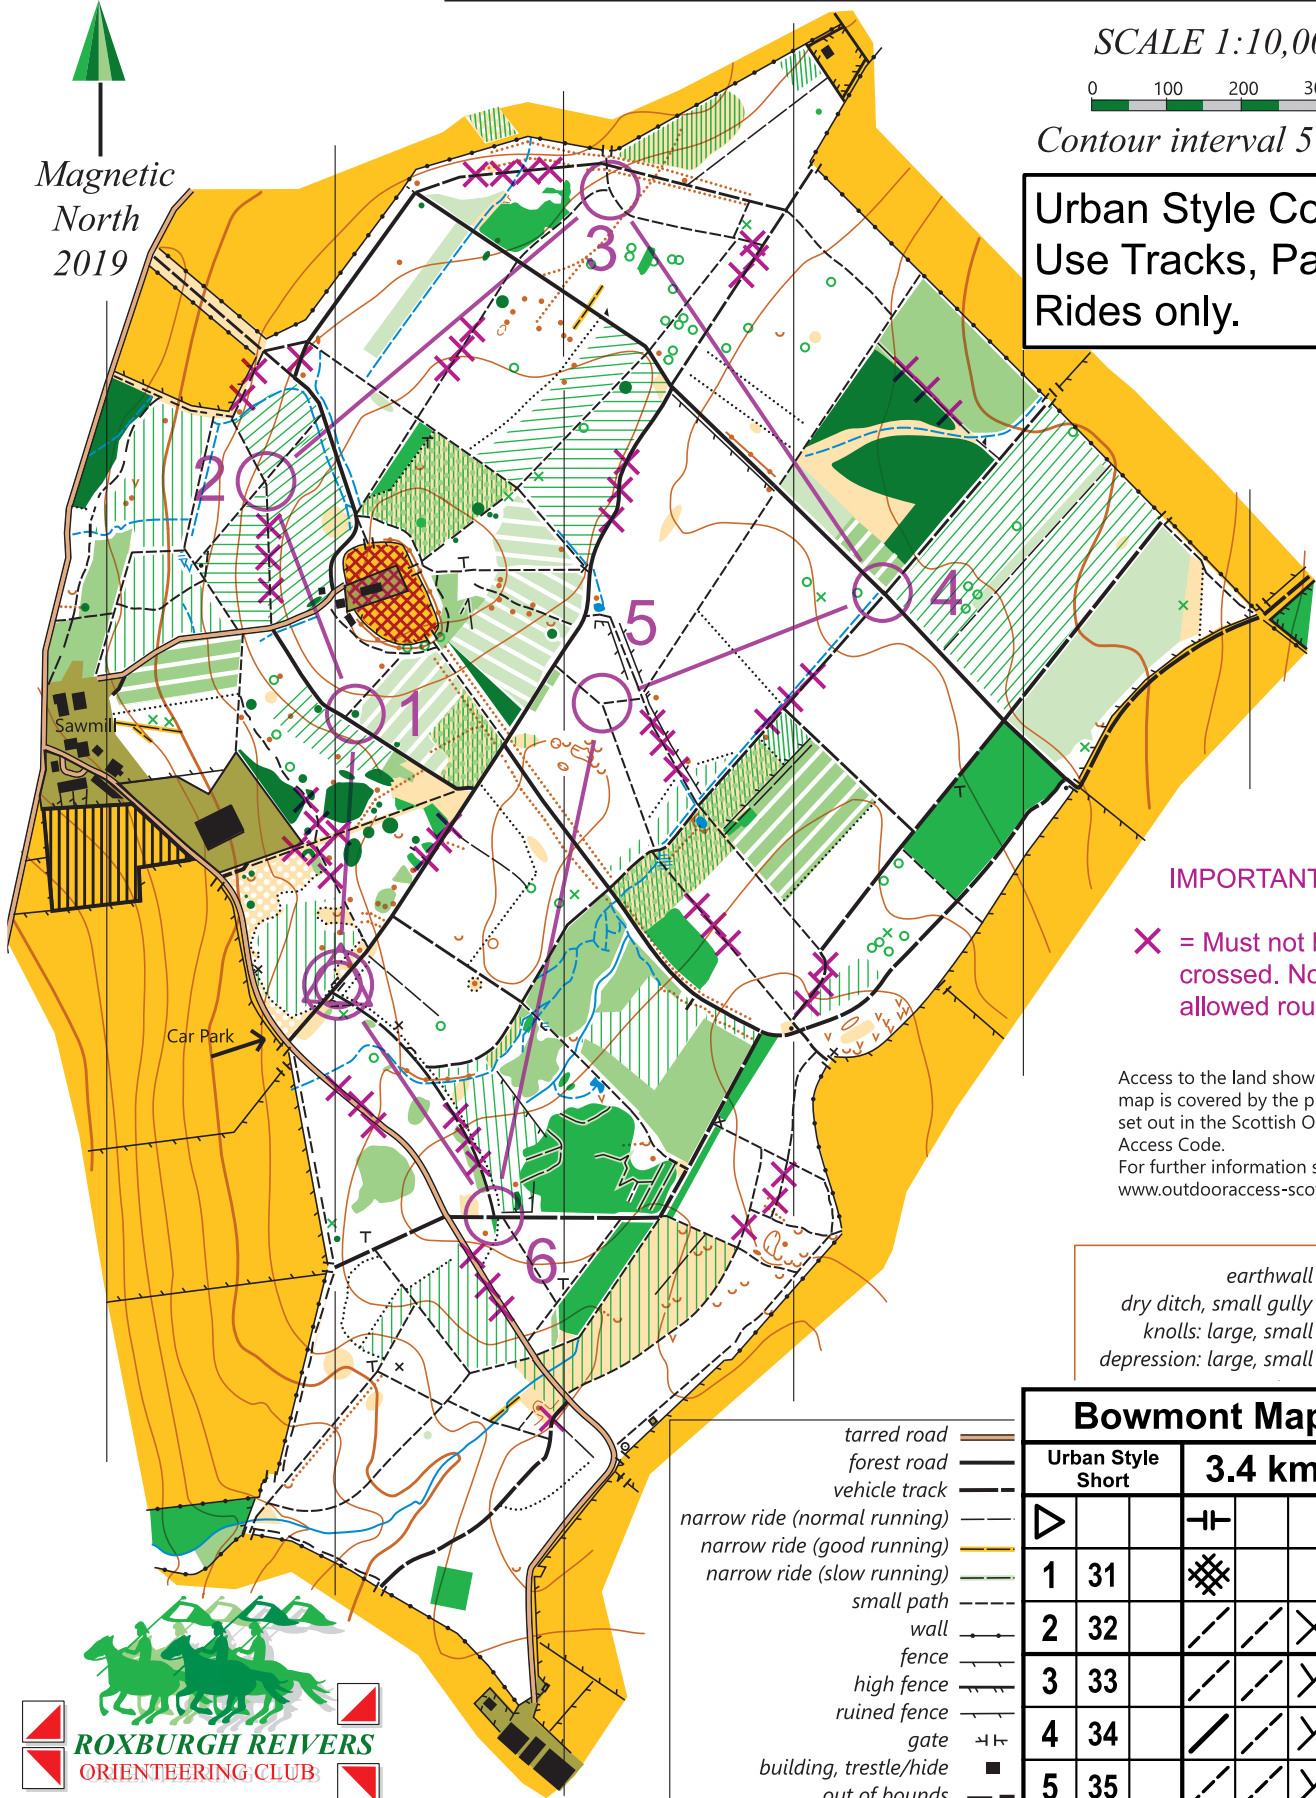 SCALE 1:10,00
0 100 200 30
Contour interval 5
Magnetic
North
2019
Urban Style Co
Use Tracks, Pa
Rides only.
3
2
4
5
1
Sawmill
IMPORTANT
= Must not b
crossed. No
allowed rou
Car Park
Access to the land show
map is covered by the p
set out in the Scottish O
Access Code.
For further information s
www.outdooraccess-sco
6
earthwall
dry ditch, small gully
knolls: large, small
depression: large, small
tarred road
forest road
vehicle track
narrow ride (normal running)
narrow ride (good running)
narrow ride (slow running)
small path
wall
fence
high fence
ruined fence
gate
building, trestle/hide
out of bounds
Bowmont Map
Urban Style
Short
3.4 km
1 31
2 32
3 33
4 34
5 35
ROXBURGH REIVERS
ORIENTEERING CLUB